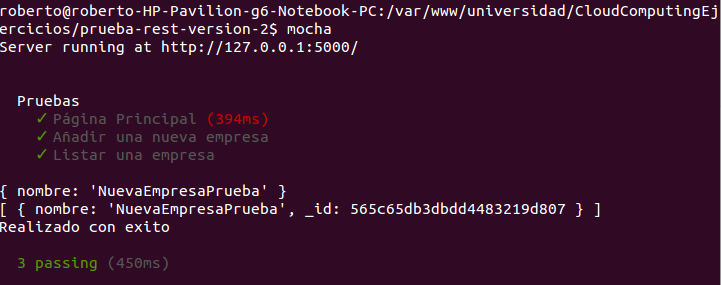 roberto@roberto-HP-Pavilion-g6-Notebook-PC:/var/www/universidad/CloudComputingEj
ercicios/prueba-rest-version-2$ mocha
Server running at http://127.0.0.1:5000/
Pruebas
✓ Página Principal (394ms)
✓ Añadir una nueva empresa
✓ Listar una empresa
{ nombre: 'NuevaEmpresaPrueba' }
[ { nombre: 'NuevaEmpresaPrueba', _id: 565c65db3dbdd4483219d807 } ]
Realizado con exito
3 passing (450ms)